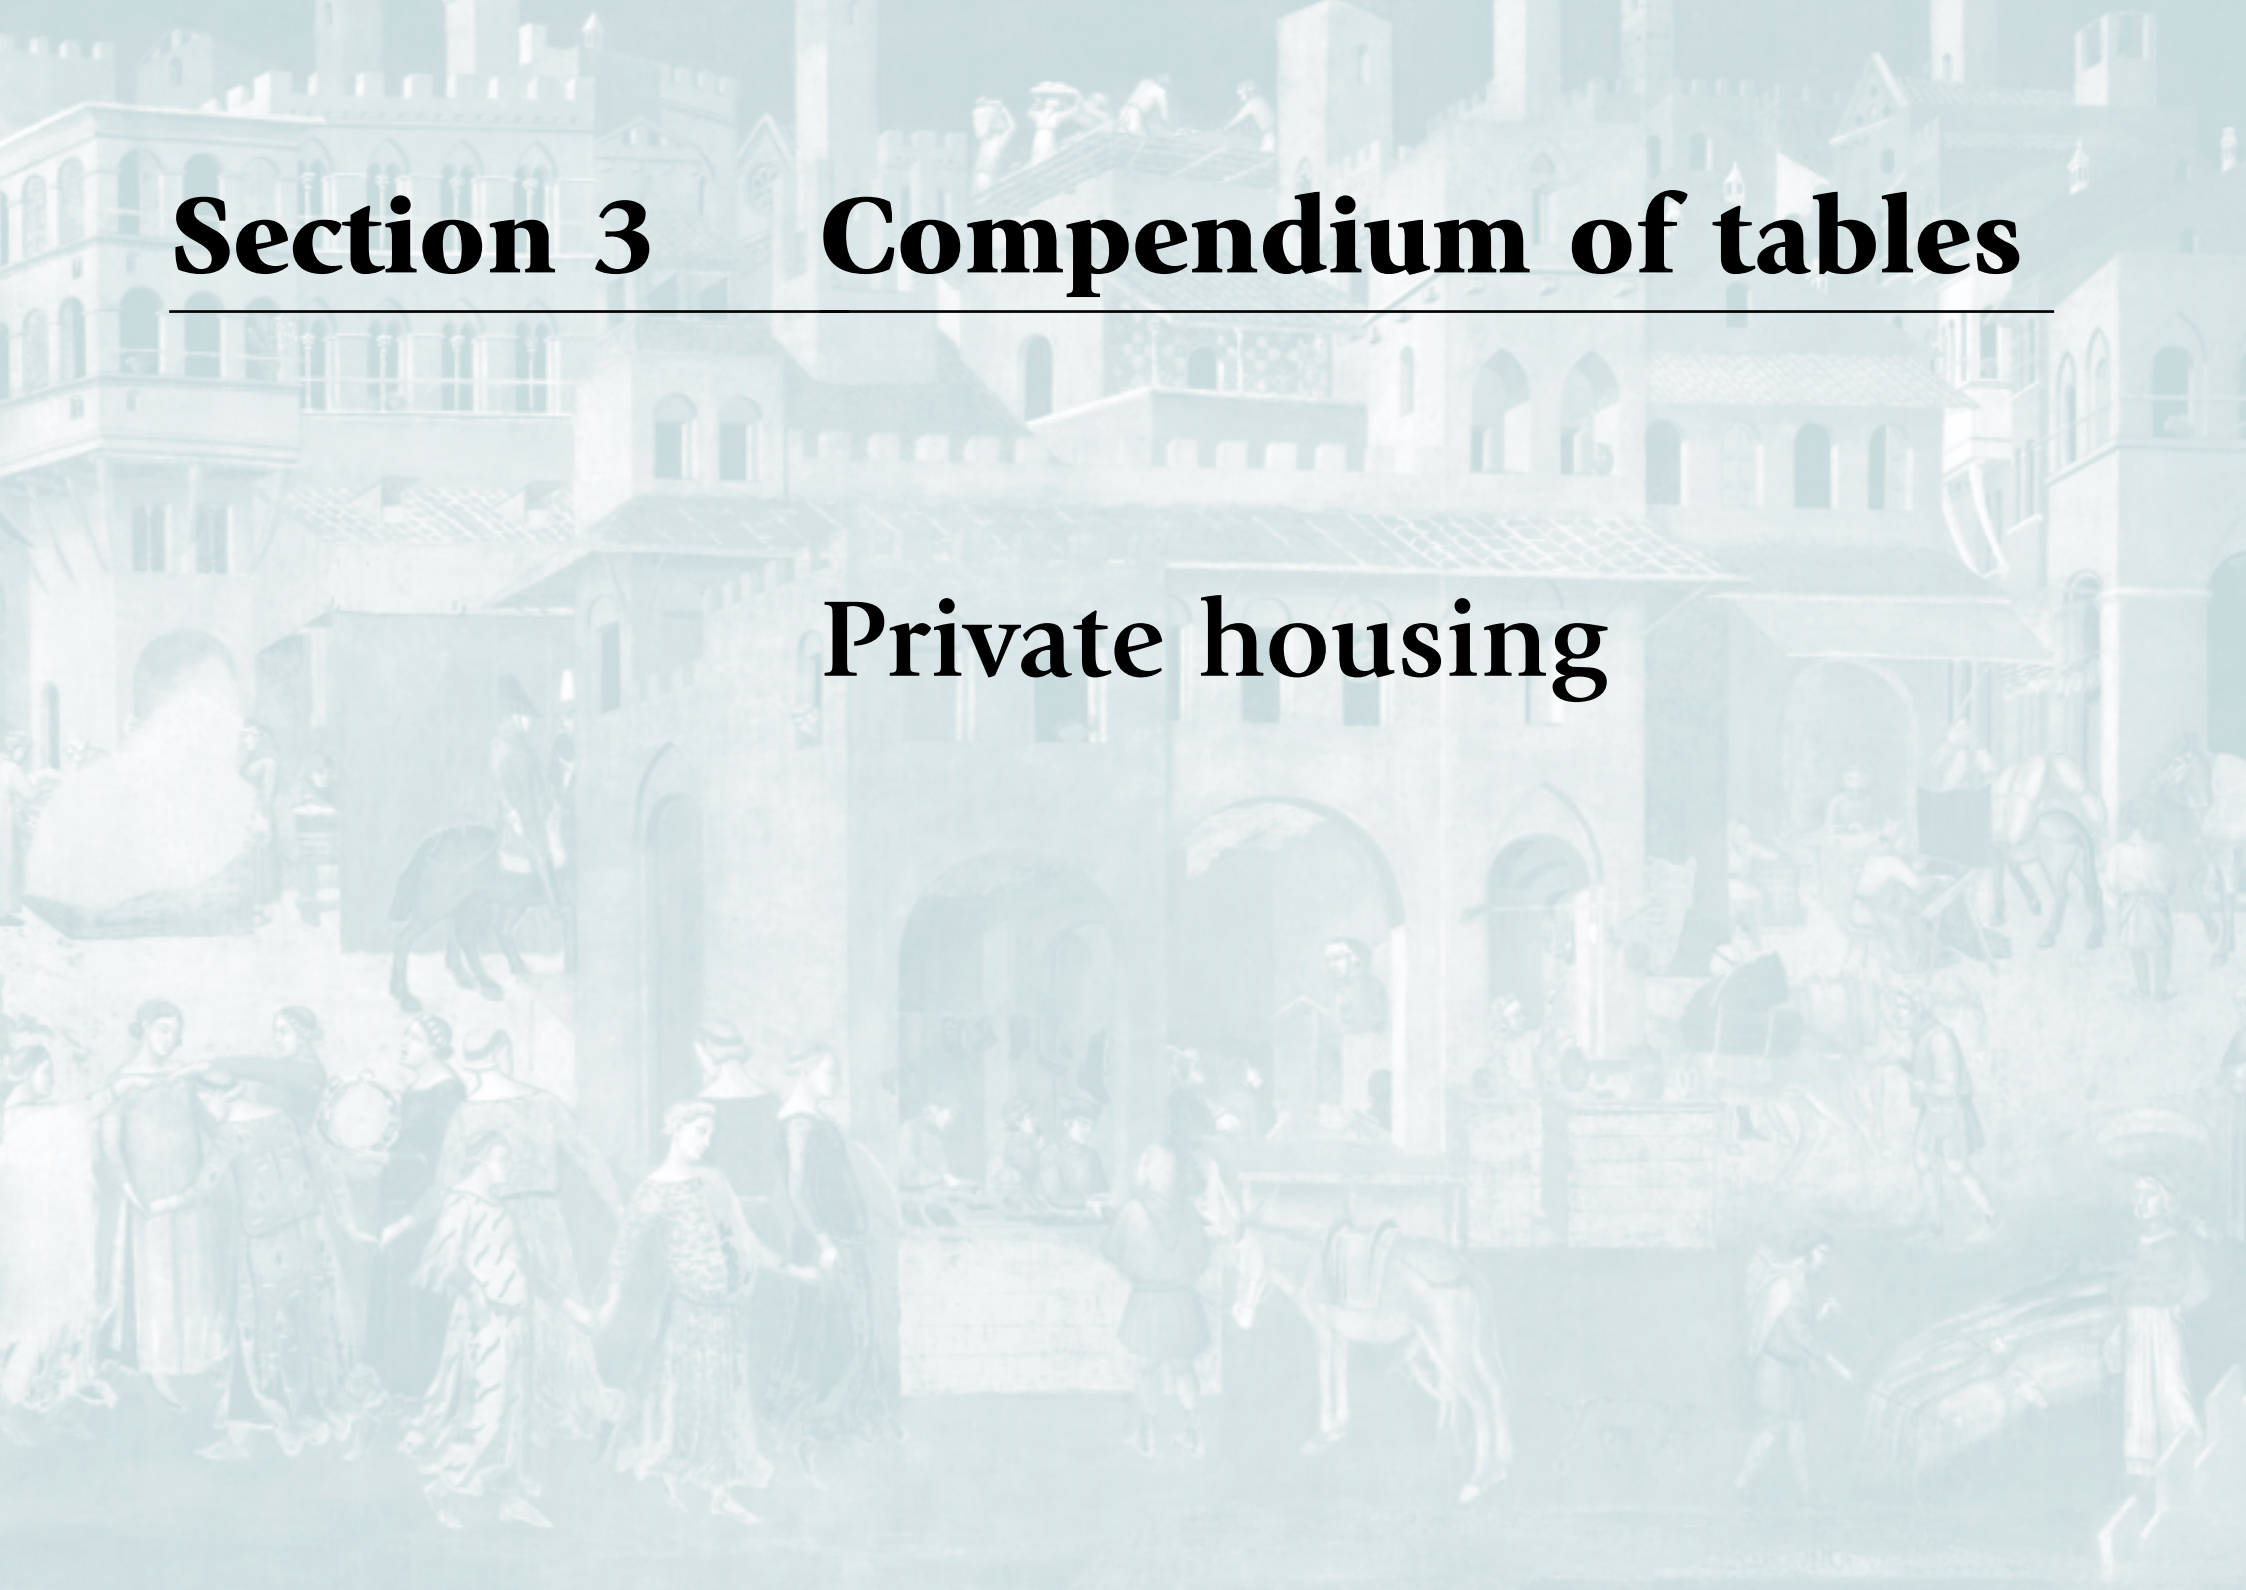 Section 3 Compendium of tables
Private housing